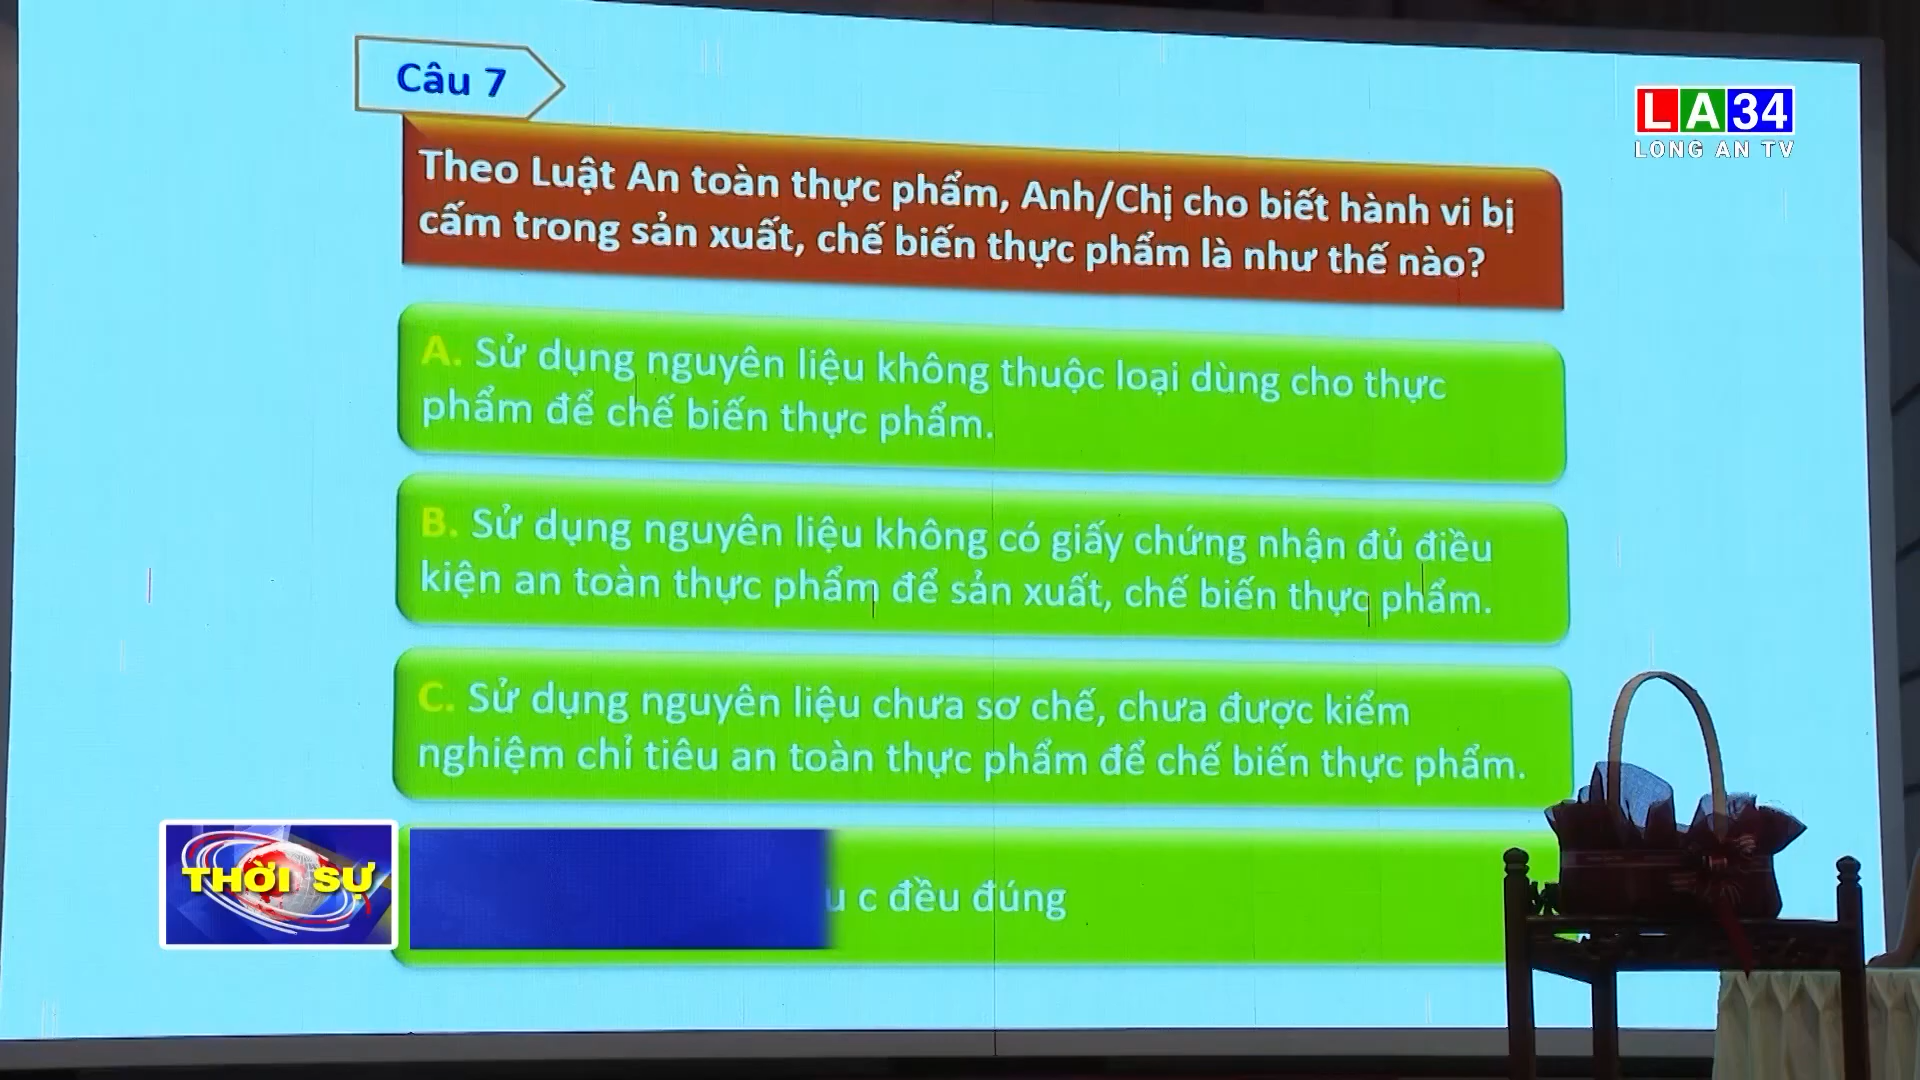 Câu 7
LA34
LONG AN TV
Theo Luật An toàn thực phẩm, Anh/Chị cho biết hành vi bị
cấm trong sản xuất, chế biến thực phẩm là như thế nào?
A. Sử dụng nguyên liệu không thuộc loại dùng cho thực
phẩm để chế biến thực phẩm.
B. Sử dụng nguyên liệu không có giấy chứng nhận đủ điều
kiện an toàn thực phẩm để sản xuất, chế biến thực phẩm.
C. Sử dụng nguyên liệu chưa sơ chế, chưa được kiểm
nghiệm chỉ tiêu an toàn thực phẩm để chế biến thực phẩm.
THỜI SỰ
c đều đúng